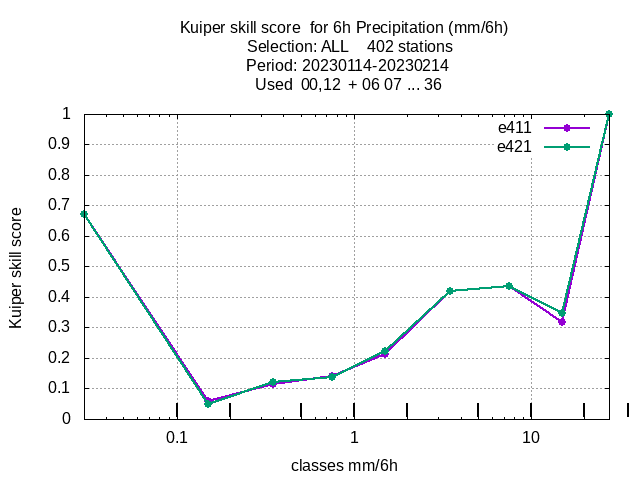 Kuiper skill score  for 6h Precipitation (mm/6h)
Selection: ALL    402 stations
Period: 20230114-20230214
Used  00,12  + 06 07 ... 36
e411
e421
1
0.9
0.8
0.7
0.6
0.5
0.4
0.3
0.2
0.1
0
Kuiper skill score
0.1 1 10
classes mm/6h